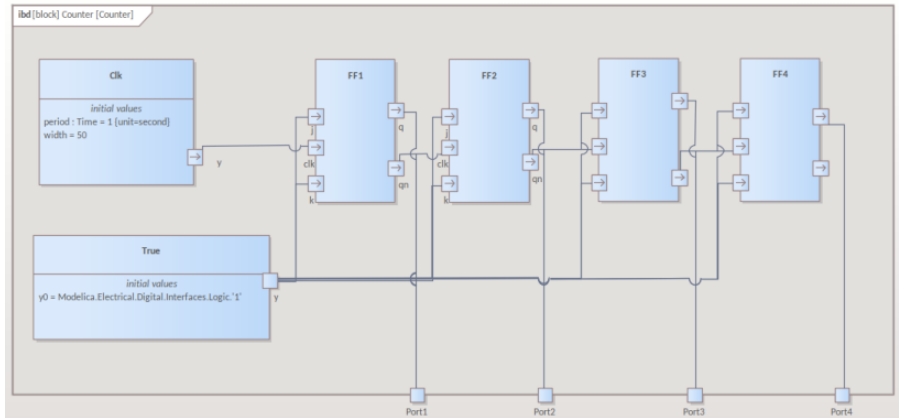 ibd [block] Counter [Counter]
Clk
initial values
period : Time = 1 {unit=second}
width = 50
y
FF1
j
clk
k
q
qn
FF2
j
clk
k
q
qn
FF3
FF4
True
initial values
y0 = Modelica.Electrical.Digital.Interfaces.Logic.'1'
y
Port1
Port2
Port3
Port4